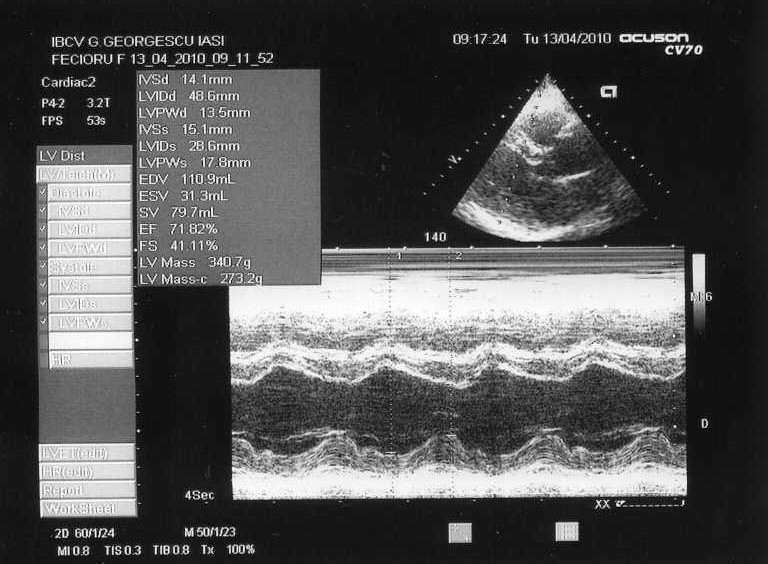 IBCV G.GEORGESCU IASI
FECIORU F 13_04_2010_09_11_52
09:17:24 Tu 13/04/2010 acuson
CV70
Cardiac2
P4-2 3.2T
FPS 53s
IVSd 14.1mm
LVIDd 48.6mm
LVPWd 13.5mm
IVSs 15.1mm
LVIDs 28.6mm
LVPWs 17.8mm
EDV 110.9mL
ESV 31.3mL
SV 79.7mL
EF 71.82%
FS 41.11%
LV Mass 340.7g
LV Mass-c 273.2g
LV Dist
LV/Teich(M)
Diastole
IVSd
LVIDd
LVPWd
Systole
IVSs
LVIDs
LVPWs
HR
LVET(edit)
HR(edit)
Report
WorkSheet
V
140
1 2
D
4Sec
XX
2D 60/1/24 M 50/1/23
MI 0.8 TIS 0.3 TIB 0.8 Tx 100%